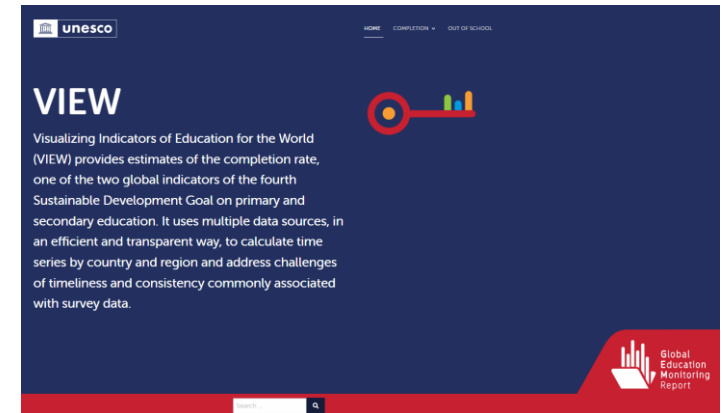 unesco
HOME COMPLETION OUT OF SCHOOL
VIEW
Visualizing Indicators of Education for the World
(VIEW) provides estimates of the completion rate,
one of the two global indicators of the fourth
Sustainable Development Goal on primary and
secondary education. It uses multiple data sources, in
an efficient and transparent way, to calculate time
series by country and region and address challenges
of timeliness and consistency commonly associated
with survey data.
Global
Education
Monitoring
Report
Search...